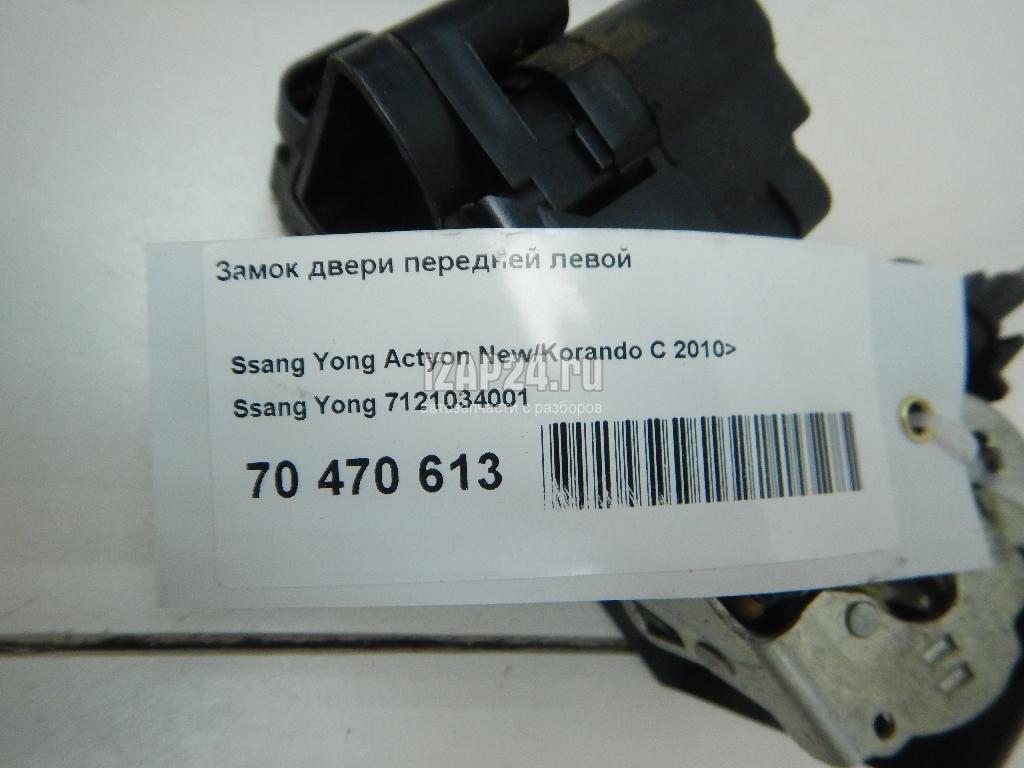 Замок двери передней левой
Ssang Yong Actyon New/Korando C 2010>
1ZAP24.ru
Ssang Yong 7121034001
автозапчасти с разборов
70 470 613